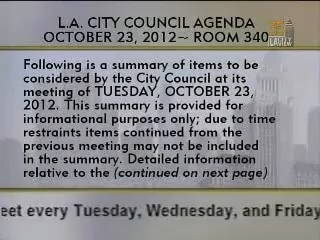 L.A. CITY COUNCIL AGENDA
OCTOBER 23, 2012~ ROOM 340
Following is a summary of items to be
considered by the City Council at its
meeting of TUESDAY, OCTOBER 23,
2012. This summary is provided for
informational purposes only; due to time
restraints items continued from the
previous meeting may not be included
in the summary. Detailed information
relative to the (continued on next page)
eet every Tuesday, Wednesday, and Friday